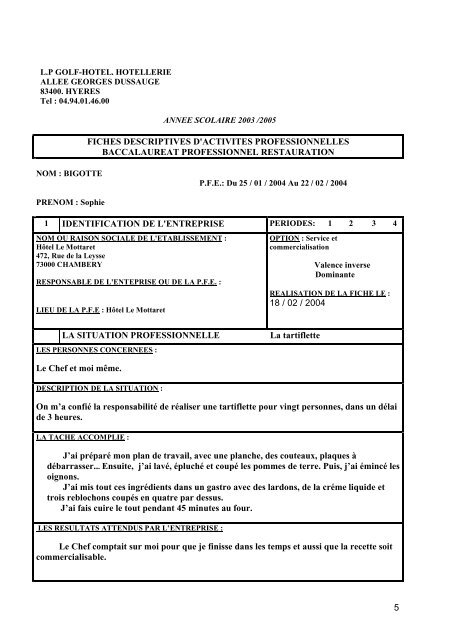 L.P GOLF-HOTEL. HOTELLERIE
ALLEE GEORGES DUSSAUGE
83400. HYERES
Tel : 04.94.01.46.00
ANNEE SCOLAIRE 2003 /2005
FICHES DESCRIPTIVES D'ACTIVITES PROFESSIONNELLES
BACCALAUREAT PROFESSIONNEL RESTAURATION
NOM : BIGOTTE
P.F.E.: Du 25 / 01 / 2004 Au 22 / 02 / 2004
PRENOM : Sophie
1 IDENTIFICATION DE L'ENTREPRISE
PERIODES: 1 2 3 4
NOM OU RAISON SOCIALE DE L'ETABLISSEMENT :
Hôtel Le Mottaret
472, Rue de la Leysse
73000 CHAMBERY
RESPONSABLE DE L'ENTEPRISE OU DE LA P.F.E. :
LIEU DE LA P.F.E : Hôtel Le Mottaret
OPTION : Service et
commercialisation
Valence inverse
Dominante
REALISATION DE LA FICHE LE :
18 / 02 / 2004
LA SITUATION PROFESSIONNELLE
La tartiflette
LES PERSONNES CONCERNEES :
Le Chef et moi même.
DESCRIPTION DE LA SITUATION :
On m'a confié la responsabilité de réaliser une tartiflette pour vingt personnes, dans un délai
de 3 heures.
LA TACHE ACCOMPLIE :
J'ai préparé mon plan de travail, avec une planche, des couteaux, plaques à
débarrasser... Ensuite, j'ai lavé, épluché et coupé les pommes de terre. Puis, j'ai émincé les
oignons.
J'ai mis tout ces ingrédients dans un gastro avec des lardons, de la créme liquide et
trois reblochons coupés en quatre par dessus.
J'ai fais cuire le tout pendant 45 minutes au four.
LES RESULTATS ATTENDUS PAR L'ENTREPRISE :
Le Chef comptait sur moi pour que je finisse dans les temps et aussi que la recette soit
commercialisable.
5